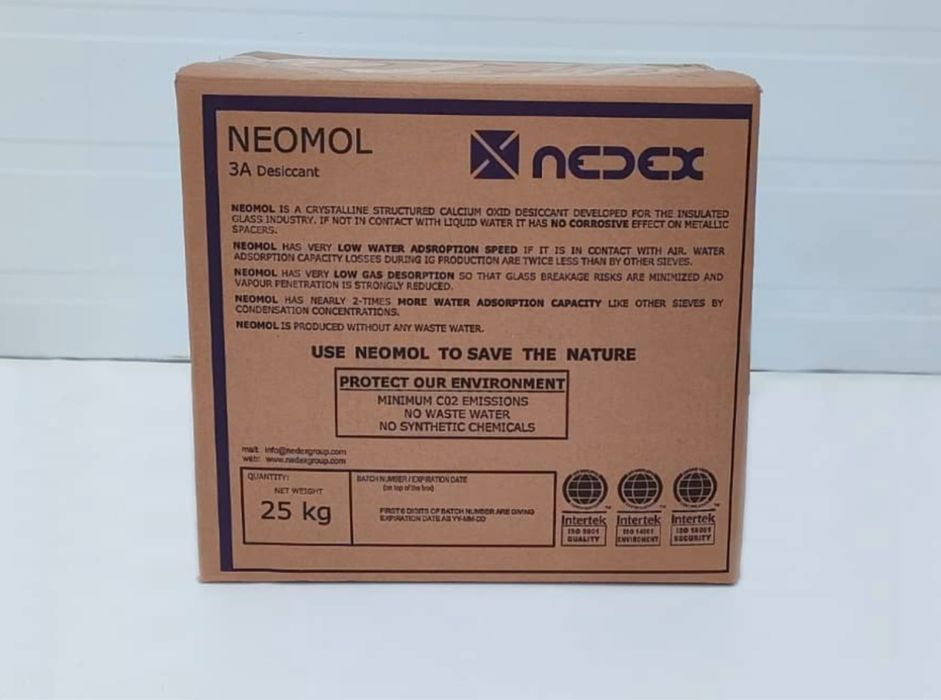 NEOMOL
3A Desiccant
NEDEX
NEOMOL IS A CRYSTALLINE STRUCTURED CALCIUM OXID DESICCANT DEVELOPED FOR THE INSULATED
GLASS INDUSTRY. IF NOT IN CONTACT WITH LIQUID WATER IT HAS NO CORROSIVE EFFECT ON METALLIC
SPACERS.
NEOMOL HAS VERY LOW WATER ADSROPTION SPEED IF IT IS IN CONTACT WITH AIR. WATER
ADSORPTION CAPACITY LOSSES DURING IG PRODUCTION ARE TWICE LESS THAN BY OTHER SIEVES.
NEOMOL HAS VERY LOW GAS DESORPTION SO THAT GLASS BREAKAGE RISKS ARE MINIMIZED AND
VAPOUR PENETRATION IS STRONGLY REDUCED.
NEOMOL HAS NEARLY 2-TIMES MORE WATER ADSORPTION CAPACITY LIKE OTHER SIEVES BY
CONDENSATION CONCENTRATIONS.
NEOMOL IS PRODUCED WITHOUT ANY WASTE WATER.
USE NEOMOL TO SAVE THE NATURE
PROTECT OUR ENVIRONMENT
MINIMUM C02 EMISSIONS
NO WASTE WATER
NO SYNTHETIC CHEMICALS
mail: info@nedexgroup.com
web: www.nedexgroup.com
QUANTITY:
NET WEIGHT
25 kg
BATCH NUMBER / EXPIRATION DATE
(on top of the box)
FIRST 6 DIGITS OF BATCH NUMBER ARE GIVING
EXPIRATION DATE AS YY-MM-DD
Intertek Intertek Intertek
ISO 9001 ISO 14001 ISO
QUALITY ENVIRONMENT SECURITY